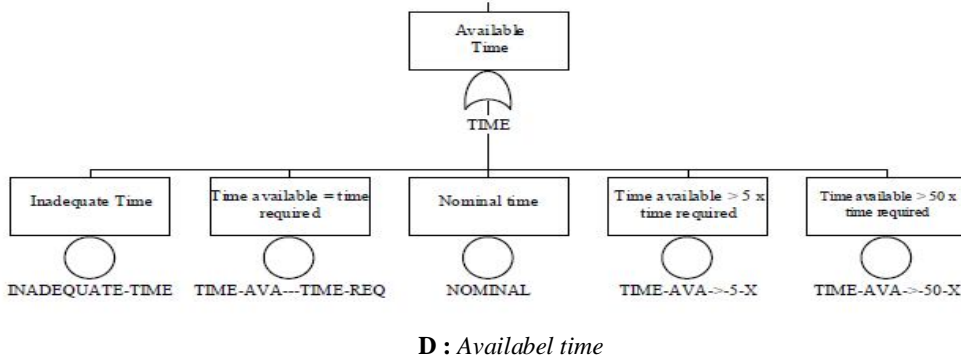 Available
Time
TIME
Inadequate Time
Time available = time
required
Nominal time
Time available > 5 x
time required
Time available > 50 x
time required
INADEQUATE-TIME
TIME-AVA---TIME-REQ
NOMINAL
TIME-AVA->-5-X
TIME-AVA->-50-X
D : Availabel time